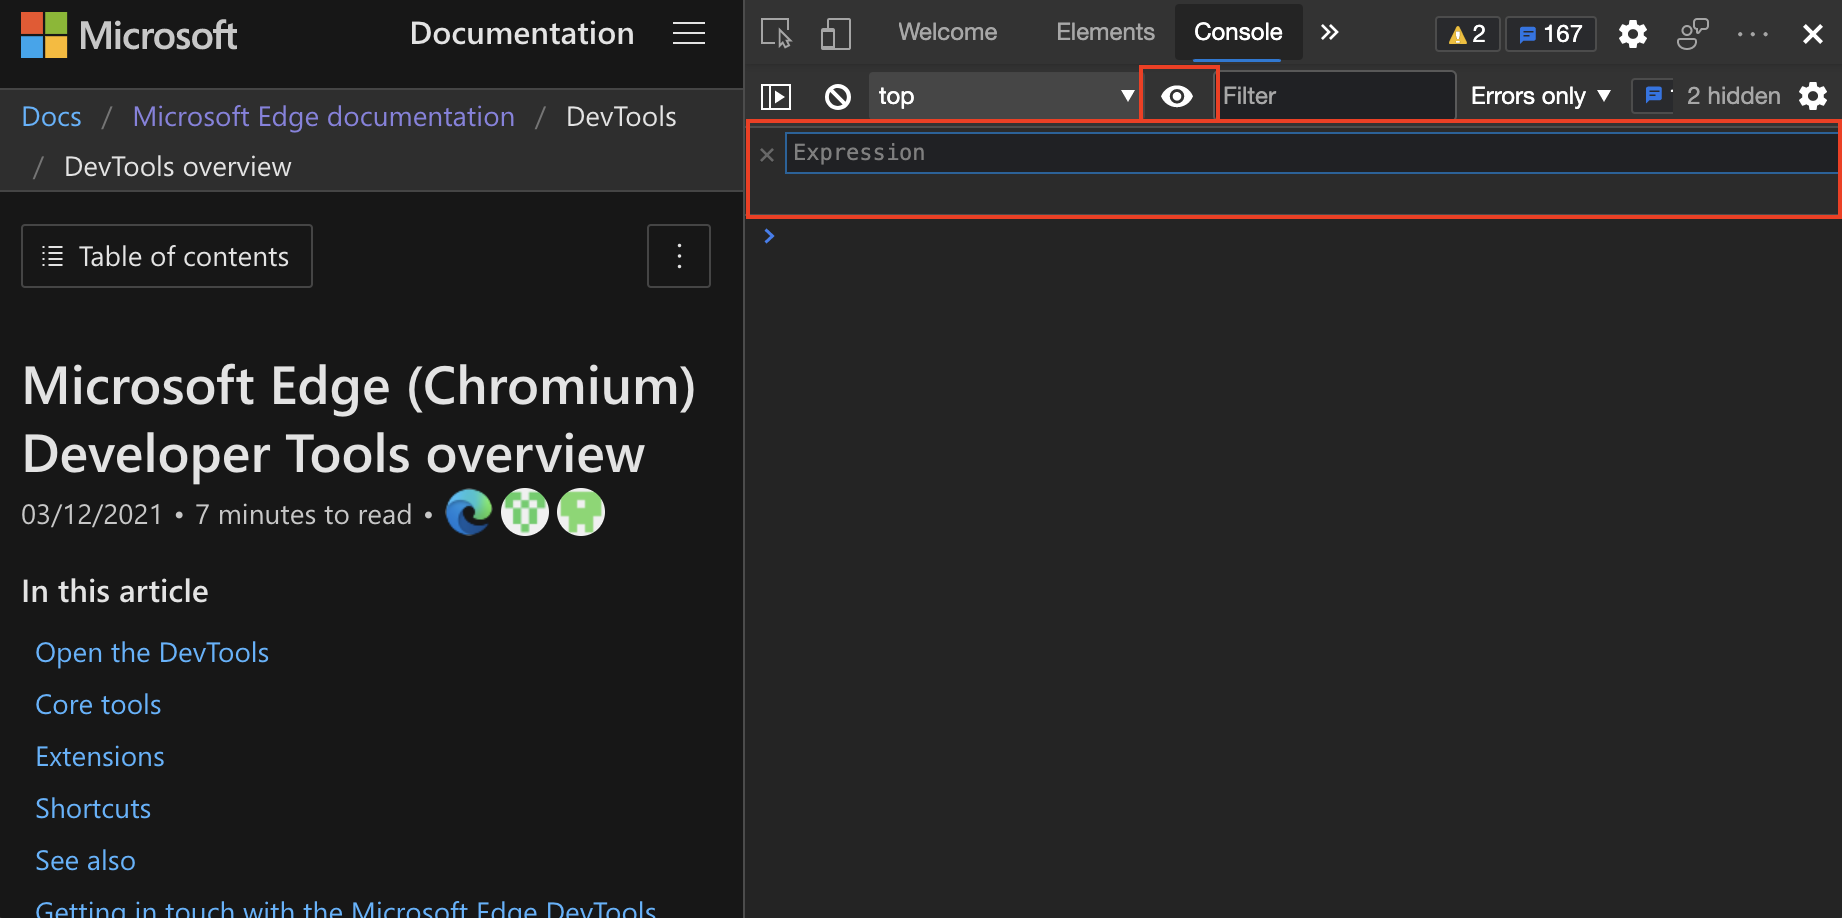 Microsoft
Documentation
Docs / Microsoft Edge documentation / DevTools
/ DevTools overview
Table of contents
Microsoft Edge (Chromium)
Developer Tools overview
03/12/2021 • 7 minutes to read •
In this article
Open the DevTools
Core tools
Extensions
Shortcuts
See also
Getting in touch with the Microsoft Edge DevTools
Welcome
Elements
Console
2
167
top
Filter
Errors only
2 hidden
Expression